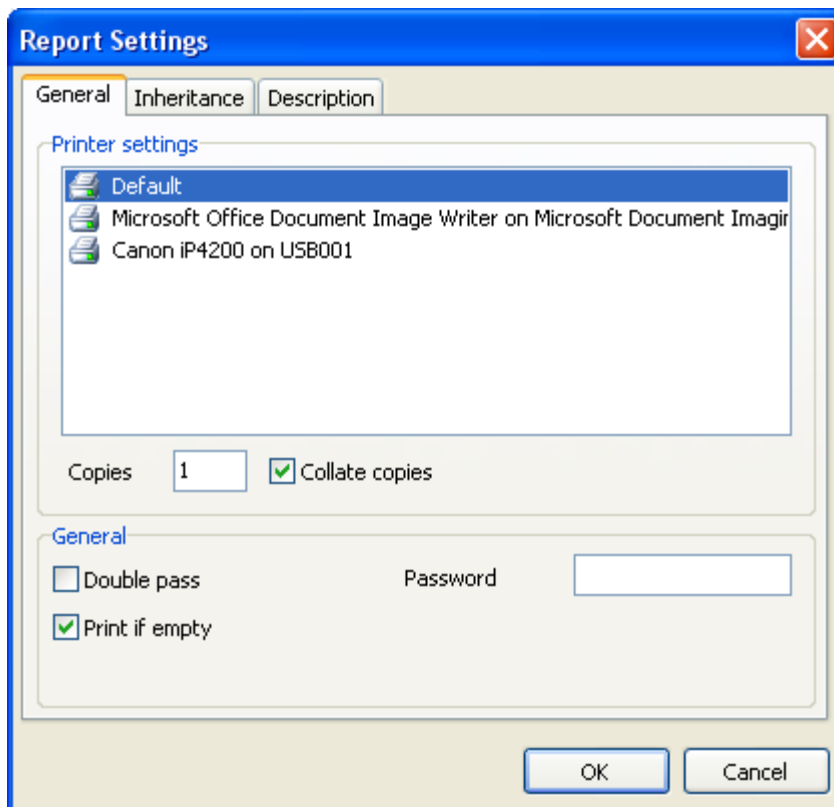 Report Settings
General Inheritance Description
Printer settings
Default
Microsoft Office Document Image Writer on Microsoft Document Imagin
Canon iP4200 on USB001
Copies 1 Collate copies
General
Double pass Password
Print if empty
OK Cancel